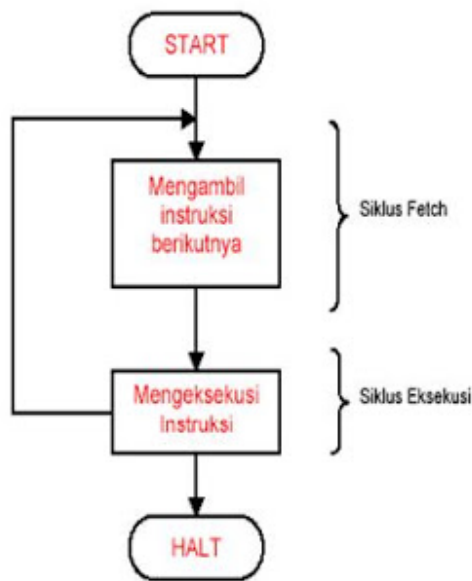 START
Mengambil
instruksi
berikutnya
Siklus Fetch
Mengeksekusi
Instruksi
Siklus Eksekusi
HALT